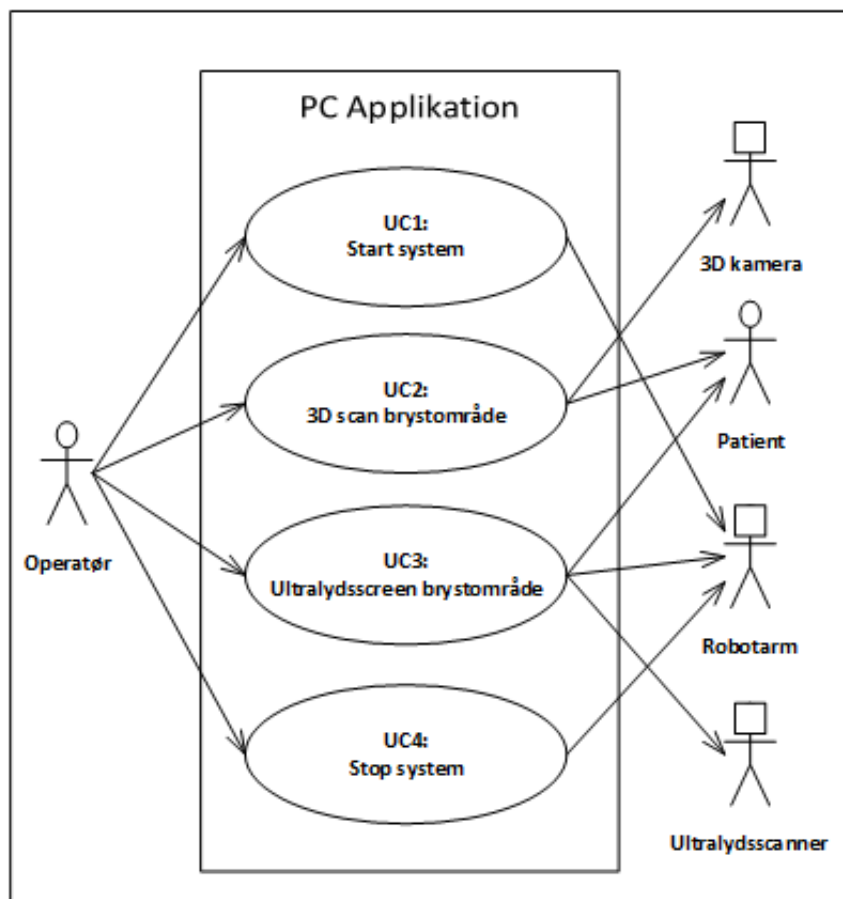 PC Applikation
UC1:
Start system
3D kamera
UC2:
3D scan brystområde
Patient
Operatør
UC3:
Ultralydsscreen brystområde
Robotarm
UC4:
Stop system
Ultralydsscanner